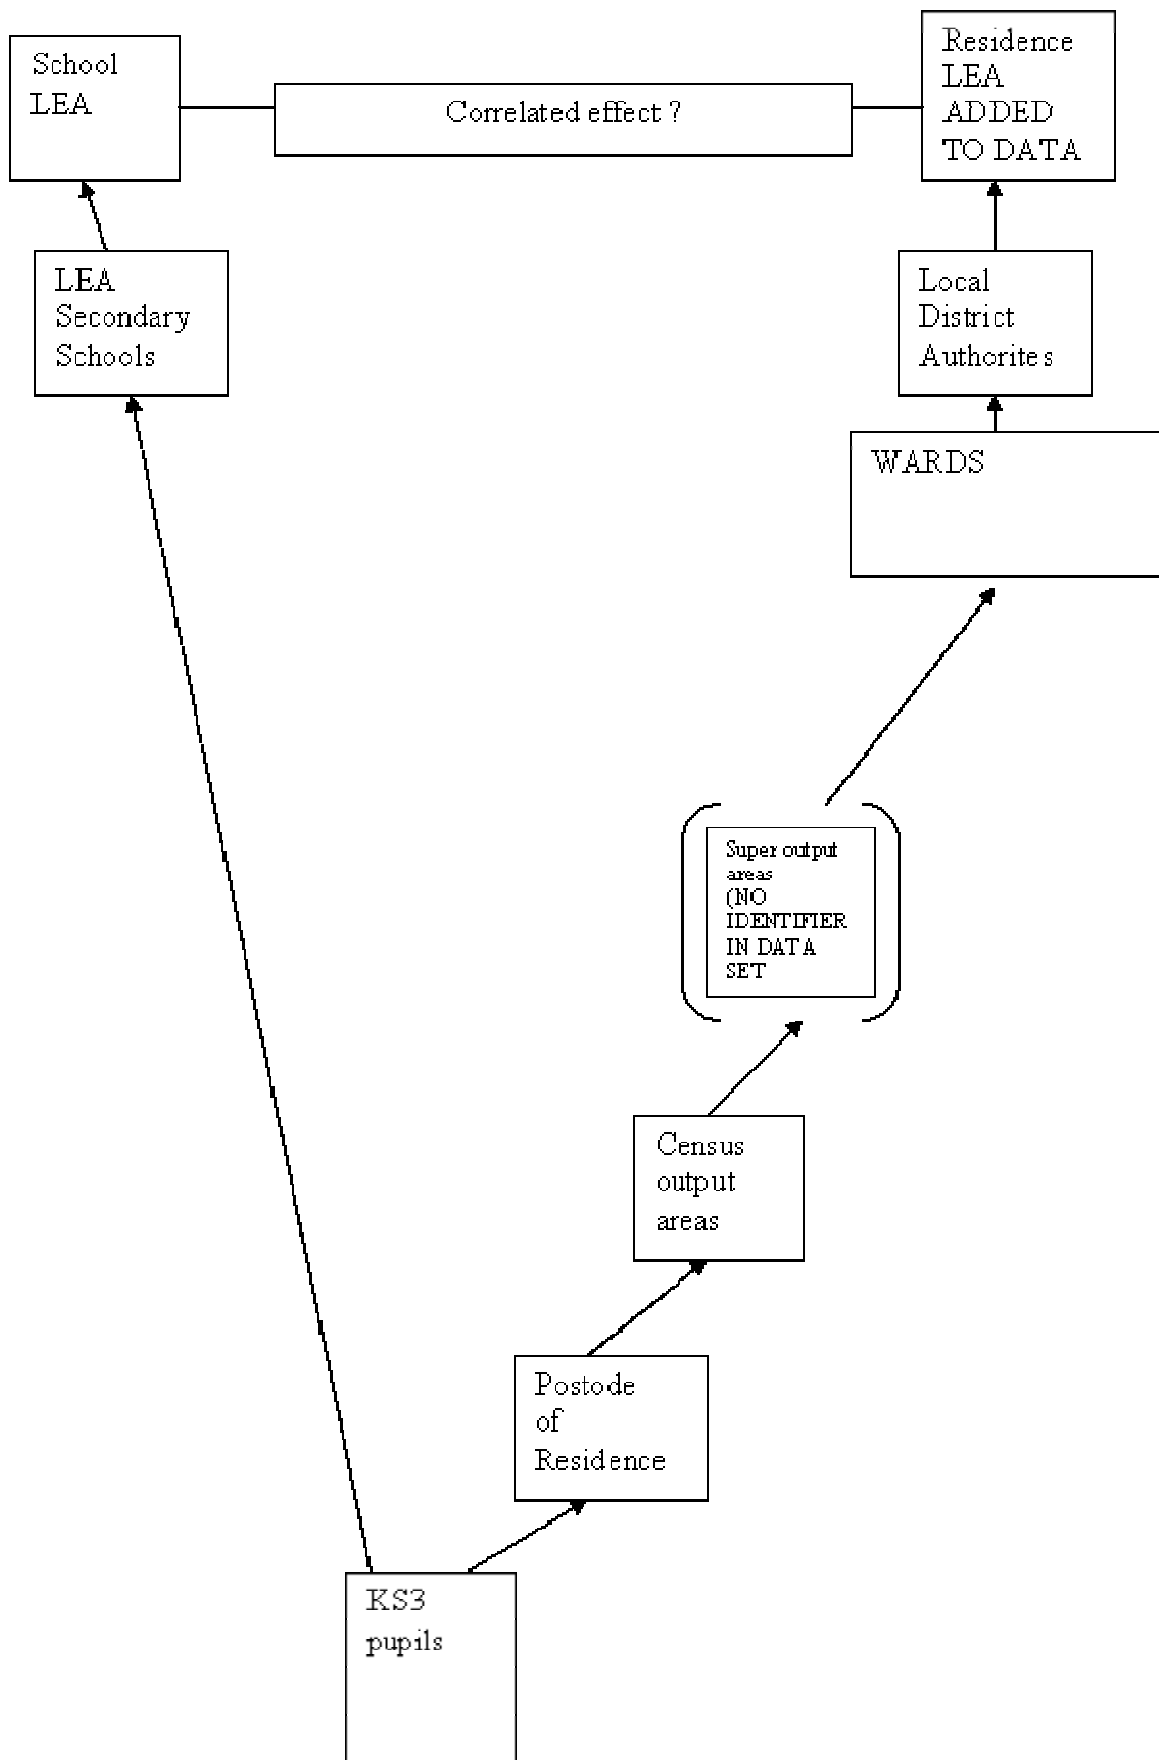 School
LEA
Correlated effect ?
Residence
LEA
ADDED
TO DATA
LEA
Secondary
Schools
Local
District
Authorites
WARDS
Super output
areas
(NO
IDENTIFIER
IN DATA
SET
Census
output
areas
Postode
of
Residence
KS3
pupils